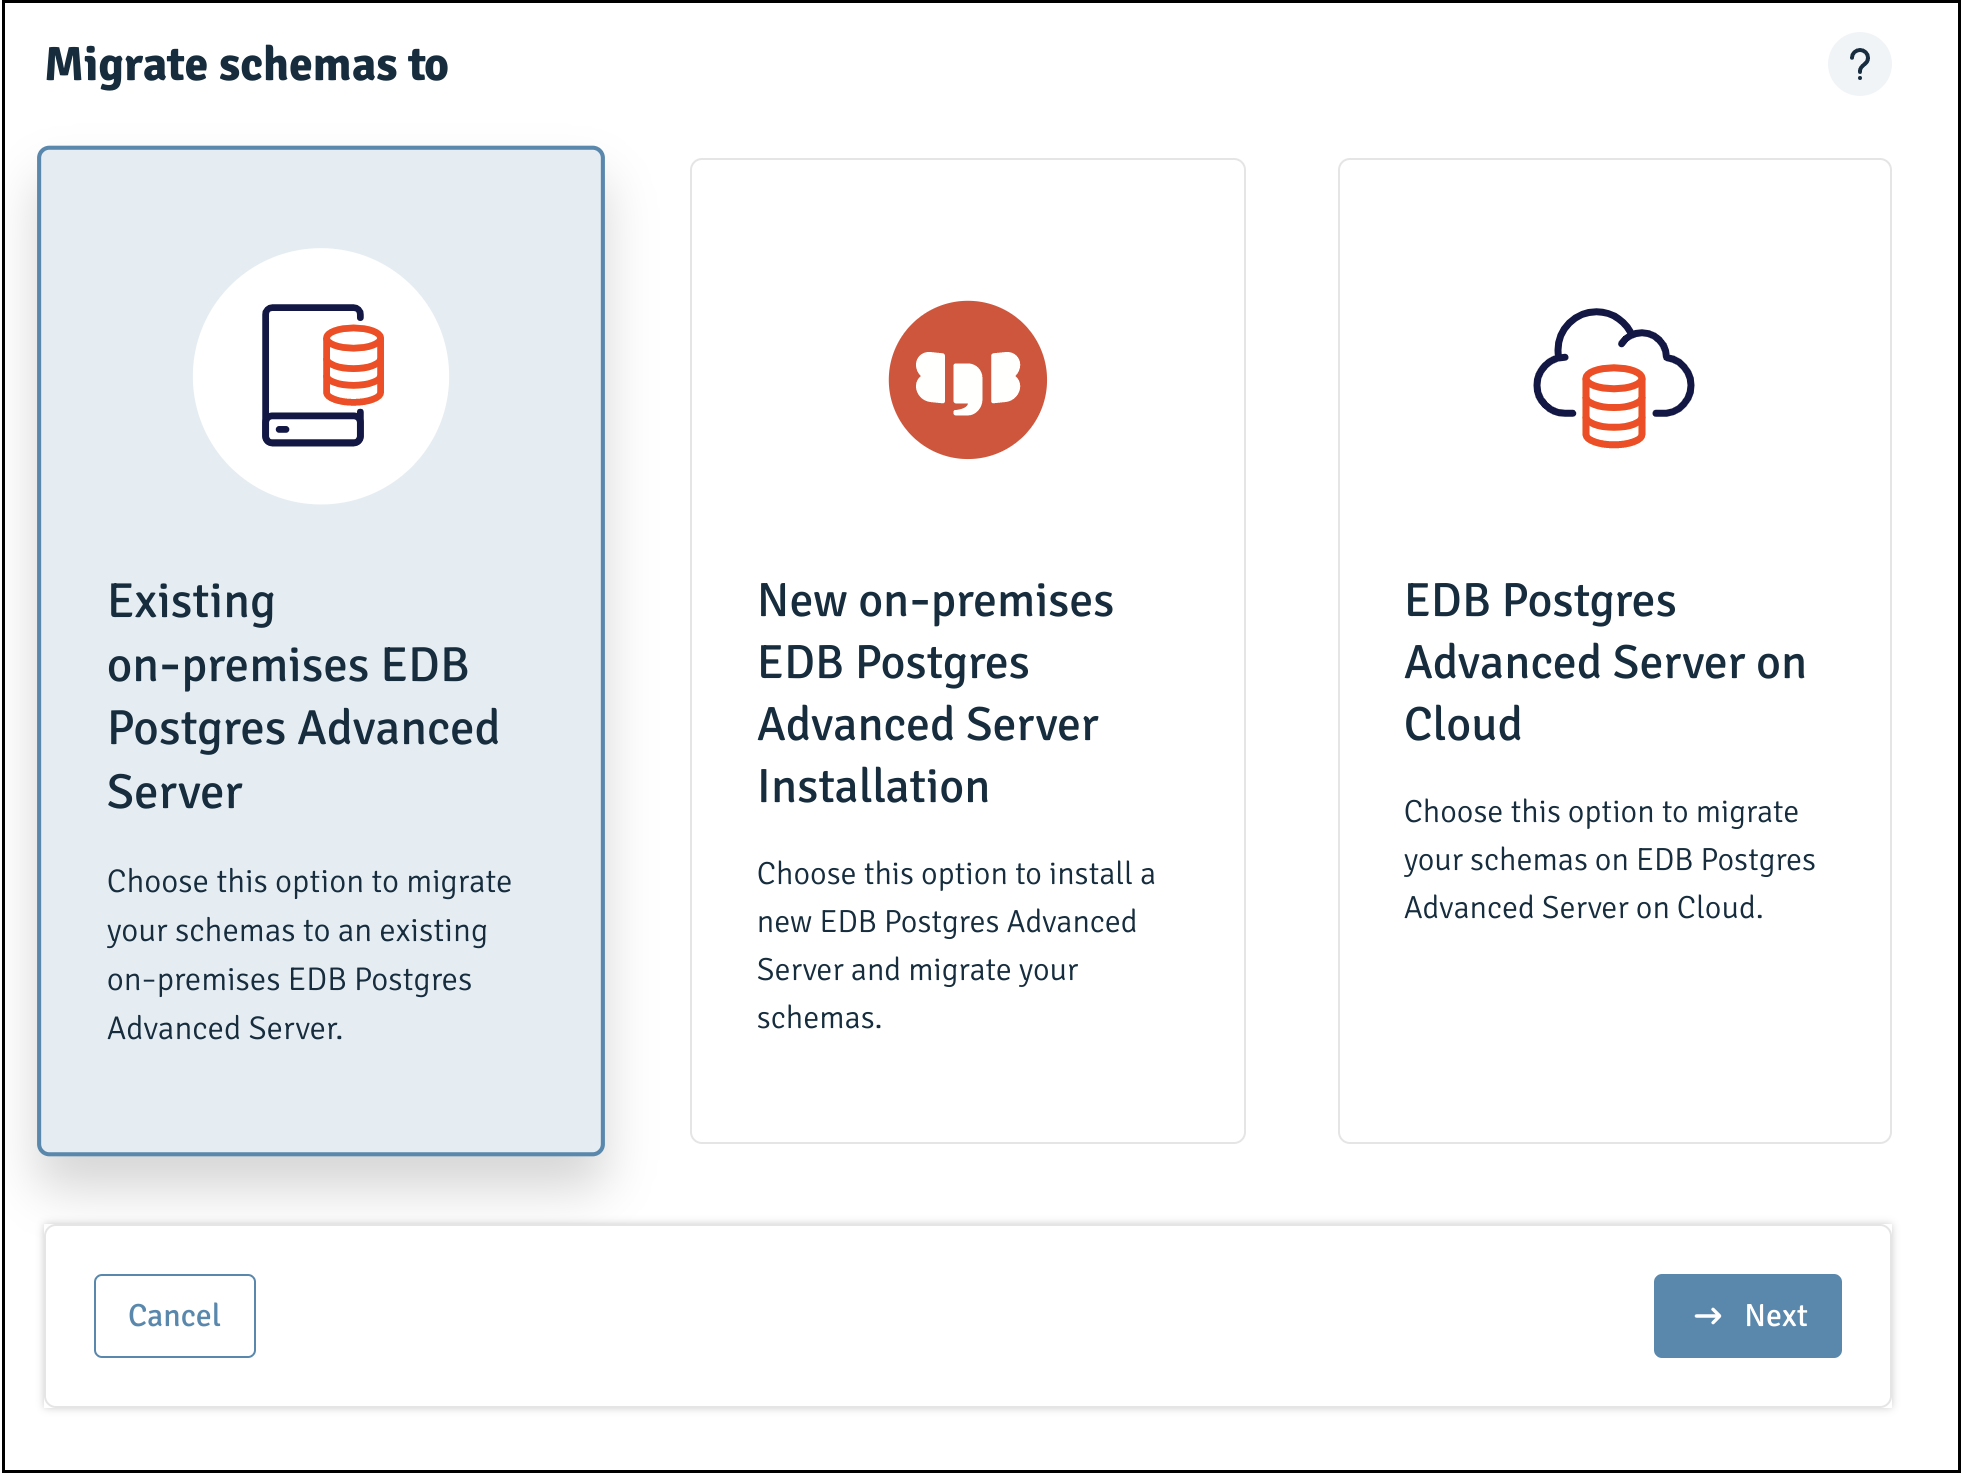 Migrate schemas to
?
Existing
on-premises EDB
Postgres Advanced
Server
Choose this option to migrate
your schemas to an existing
on-premises EDB Postgres
Advanced Server.
New on-premises
EDB Postgres
Advanced Server
Installation
Choose this option to install a
new EDB Postgres Advanced
Server and migrate your
schemas.
EDB Postgres
Advanced Server on
Cloud
Choose this option to migrate
your schemas on EDB Postgres
Advanced Server on Cloud.
Cancel
→ Next